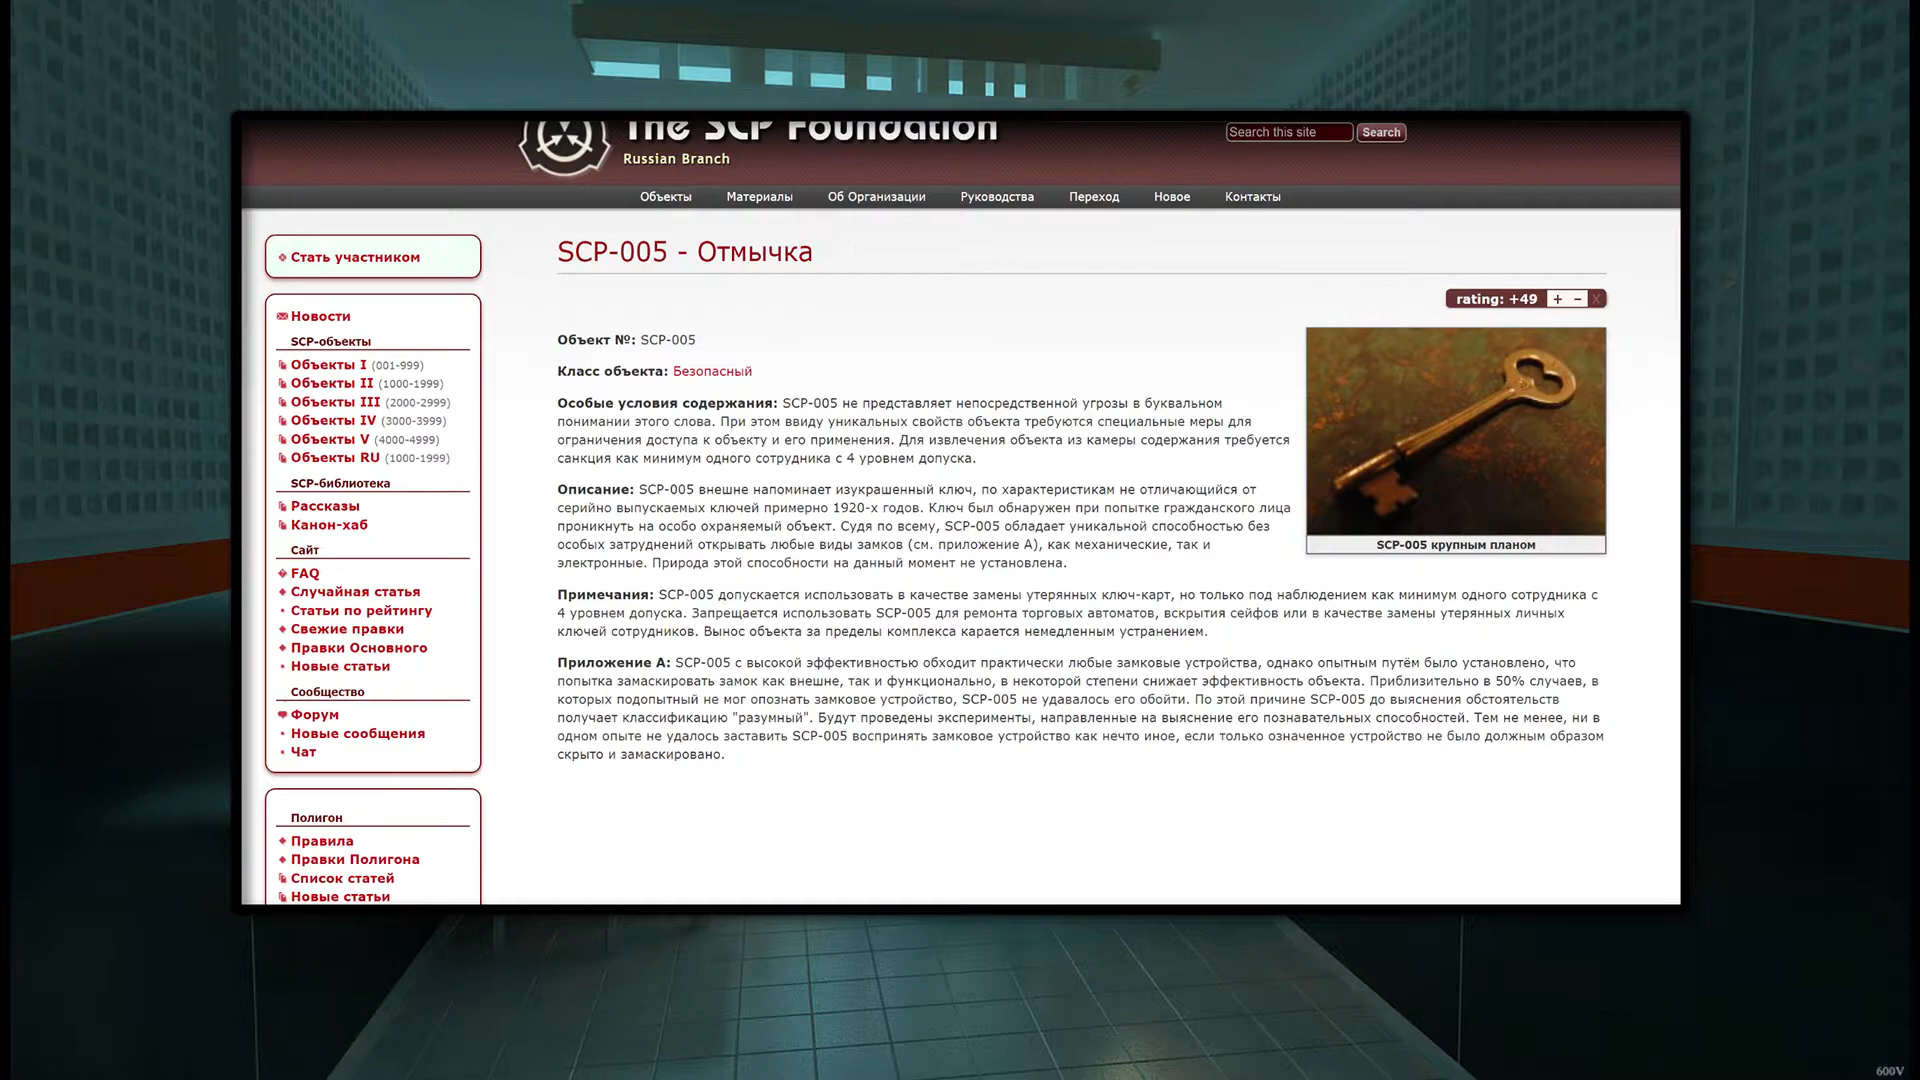 The SCP Foundation
Russian Branch
Search this site
Search
Объекты Материалы Об Организации Руководства Переход Новое Контакты
Стать участником
Новости
SCP-объекты
Объекты I (001-999)
Объекты II (1000-1999)
Объекты III (2000-2999)
Объекты IV (3000-3999)
Объекты V (4000-4999)
Объекты RU (1000-1999)
SCP-библиотека
Рассказы
Канон-хаб
Сайт
FAQ
Случайная статья
Статьи по рейтингу
Свежие правки
Правки Основного
Новые статьи
Сообщество
Форум
Новые сообщения
Чат
Полигон
Правила
Правки Полигона
Список статей
Новые статьи
SCP-005 - Отмычка
rating: +49 + − X
Объект №: SCP-005
Класс объекта: Безопасный
Особые условия содержания: SCP-005 не представляет непосредственной угрозы в буквальном
понимании этого слова. При этом ввиду уникальных свойств объекта требуются специальные меры для
ограничения доступа к объекту и его применения. Для извлечения объекта из камеры содержания требуется
санкция как минимум одного сотрудника с 4 уровнем допуска.
Описание: SCP-005 внешне напоминает изукрашенный ключ, по характеристикам не отличающийся от
серийно выпускаемых ключей примерно 1920-х годов. Ключ был обнаружен при попытке гражданского лица
проникнуть на особо охраняемый объект. Судя по всему, SCP-005 обладает уникальной способностью без
особых затруднений открывать любые виды замков (см. приложение А), как механические, так и
электронные. Природа этой способности на данный момент не установлена.
SCP-005 крупным планом
Примечания: SCP-005 допускается использовать в качестве замены утерянных ключ-карт, но только под наблюдением как минимум одного сотрудника с
4 уровнем допуска. Запрещается использовать SCP-005 для ремонта торговых автоматов, вскрытия сейфов или в качестве замены утерянных личных
ключей сотрудников. Вынос объекта за пределы комплекса карается немедленным устранением.
Приложение А: SCP-005 с высокой эффективностью обходит практически любые замковые устройства, однако опытным путём было установлено, что
попытка замаскировать замок как внешне, так и функционально, в некоторой степени снижает эффективность объекта. Приблизительно в 50% случаев, в
которых подопытный не мог опознать замковое устройство, SCP-005 не удавалось его обойти. По этой причине SCP-005 до выяснения обстоятельств
получает классификацию "разумный". Будут проведены эксперименты, направленные на выяснение его познавательных способностей. Тем не менее, ни в
одном опыте не удалось заставить SCP-005 воспринять замковое устройство как нечто иное, если только означенное устройство не было должным образом
скрыто и замаскировано.
600V